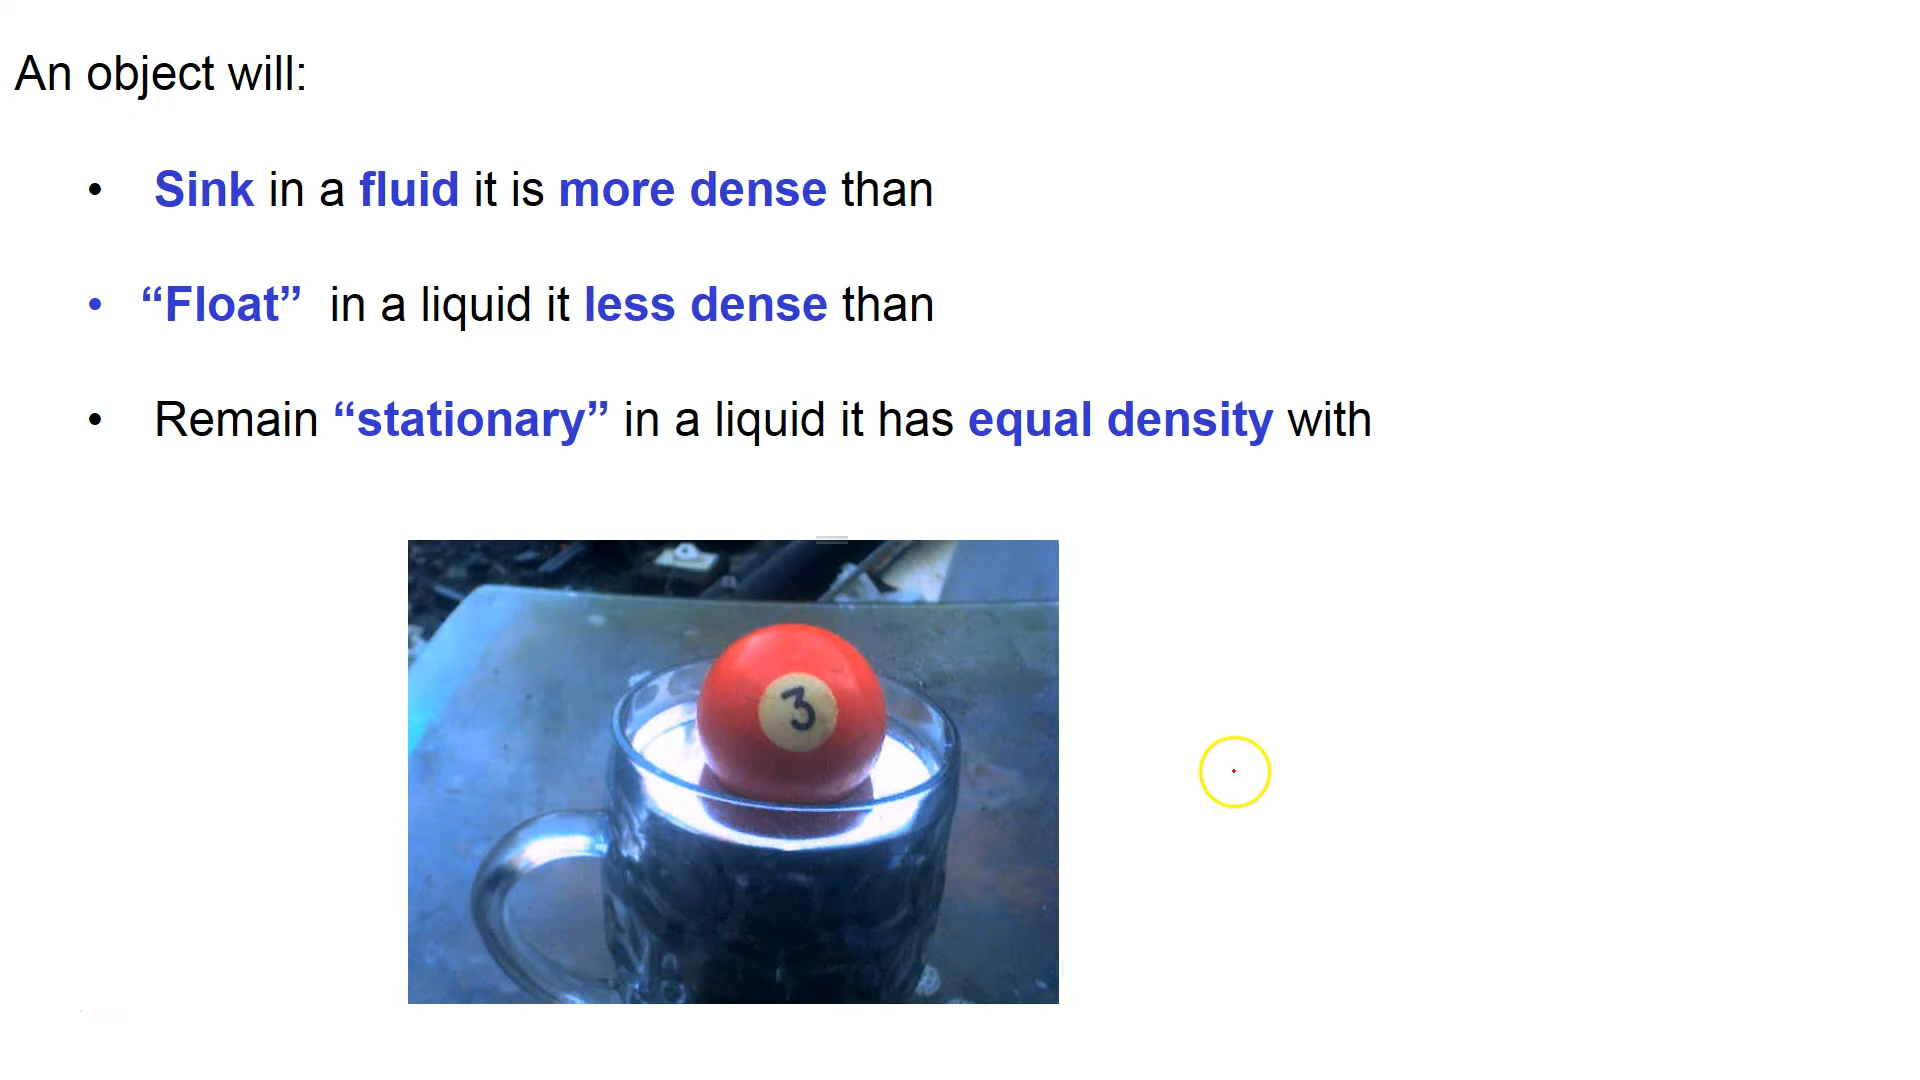 An object will:
• Sink in a fluid it is more dense than
• “Float” in a liquid it less dense than
• Remain “stationary” in a liquid it has equal density with
3